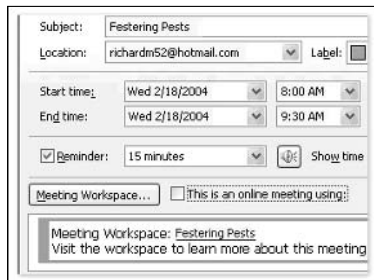 Subject: Festering Pests
Location: richardm52@hotmail.com Label:
Start time: Wed 2/18/2004 8:00 AM
End time: Wed 2/18/2004 9:30 AM
Reminder: 15 minutes Show time
Meeting Workspace... This is an online meeting using:
Meeting Workspace: Festering Pests
Visit the workspace to learn more about this meeting